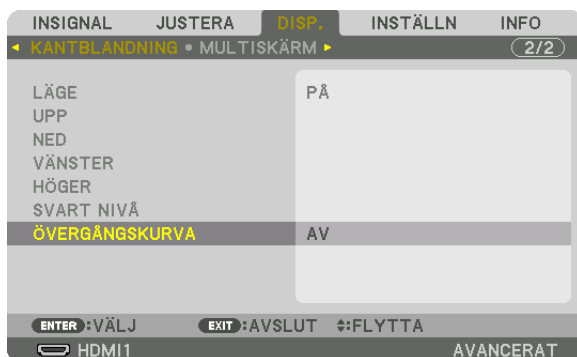 INSIGNAL JUSTERA DISP. INSTÄLLN INFO
KANTBLANDNING • MULTISKÄRM 2/2
LÄGE PÅ
UPP
NED
VÄNSTER
HÖGER
SVART NIVÅ
ÖVERGÅNGSKURVA AV
ENTER :VÄLJ EXIT :AVSLUT :FLYTTA
HDMI1 AVANCERAT